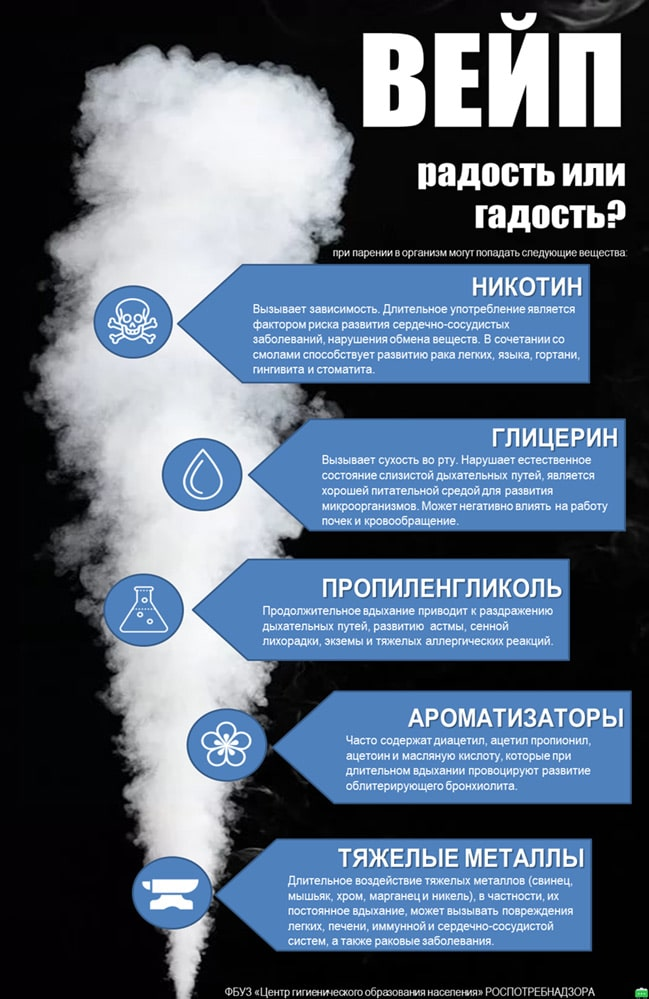 ВЕЙП
радость или
гадость?
при парении в организм могут попадать следующие вещества:
НИКОТИН
Вызывает зависимость. Длительное употребление является
фактором риска развития сердечно-сосудистых
заболеваний, нарушения обмена веществ. В сочетании со
смолами способствует развитию рака легких, языка, гортани,
гингивита и стоматита.
ГЛИЦЕРИН
Вызывает сухость во рту. Нарушает естественное
состояние слизистой дыхательных путей, является
хорошей питательной средой для развития
микроорганизмов. Может негативно влиять на работу
почек и кровообращение.
ПРОПИЛЕНГЛИКОЛЬ
Продолжительное вдыхание приводит к раздражению
дыхательных путей, развитию астмы, сенной
лихорадки, экземы и тяжелых аллергических реакций.
АРОМАТИЗАТОРЫ
Часто содержат диацетил, ацетил пропионил,
ацетоин и масляную кислоту, которые при
длительном вдыхании провоцируют развитие
облитерирующего бронхиолита.
ТЯЖЕЛЫЕ МЕТАЛЛЫ
Длительное воздействие тяжелых металлов (свинец,
мышьяк, хром, марганец и никель), в частности, их
постоянное вдыхание, может вызывать повреждения
легких, печени, иммунной и сердечно-сосудистой
систем, а также раковые заболевания.
ФБУЗ «Центр гигиенического образования населения» РОСПОТРЕБНАДЗОРА